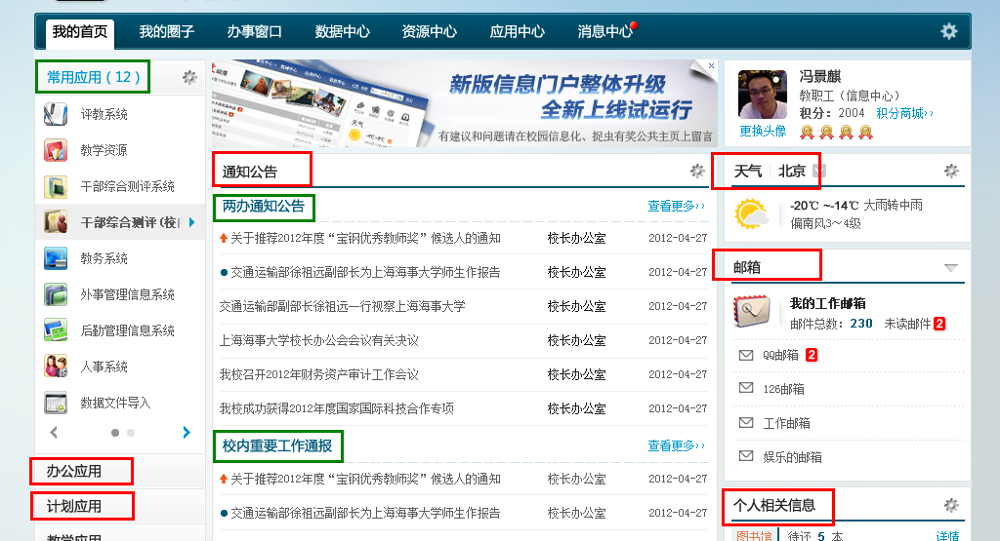 我的首页 我的圈子 办事窗口 数据中心 资源中心 应用中心 消息中心
常用应用（12）
评教系统
教学资源
干部综合测评系统
干部综合测评(校
教务系统
外事管理信息系统
后勤管理信息系统
人事系统
数据文件导入
办公应用
计划应用
教学应用
新版信息门户整体升级
全新上线试运行
有建议和问题请在校园信息化、捉虫有奖公共主页上留言
通知公告
两办通知公告 查看更多››
关于推荐2012年度“宝钢优秀教师奖”候选人的通知 校长办公室 2012-04-27
交通运输部徐祖远副部长为上海海事大学师生作报告 校长办公室 2012-04-27
交通运输部副部长徐祖远一行视察上海海事大学 校长办公室 2012-04-27
上海海事大学校长办公会会议有关决议 校长办公室 2012-04-27
我校召开2012年财务资产审计工作会议 校长办公室 2012-04-27
我校成功获得2012年度国家国际科技合作专项 校长办公室 2012-04-27
校内重要工作通报 查看更多››
关于推荐2012年度“宝钢优秀教师奖”候选人的通知 校长办公室 2012-04-27
交通运输部徐祖远副部长为上海海事大学师生作报告 校长办公室 2012-04-27
冯景麒
教职工（信息中心）
积分：2004 积分商城››
更换头像
天气 北京
-20℃ ~-14℃ 大雨转中雨
偏南风3～4级
邮箱
我的工作邮箱
邮件总数：230 未读邮件 2
QQ邮箱 2
126邮箱
工作邮箱
娱乐的邮箱
个人相关信息
图书馆 待还 5 本 详情